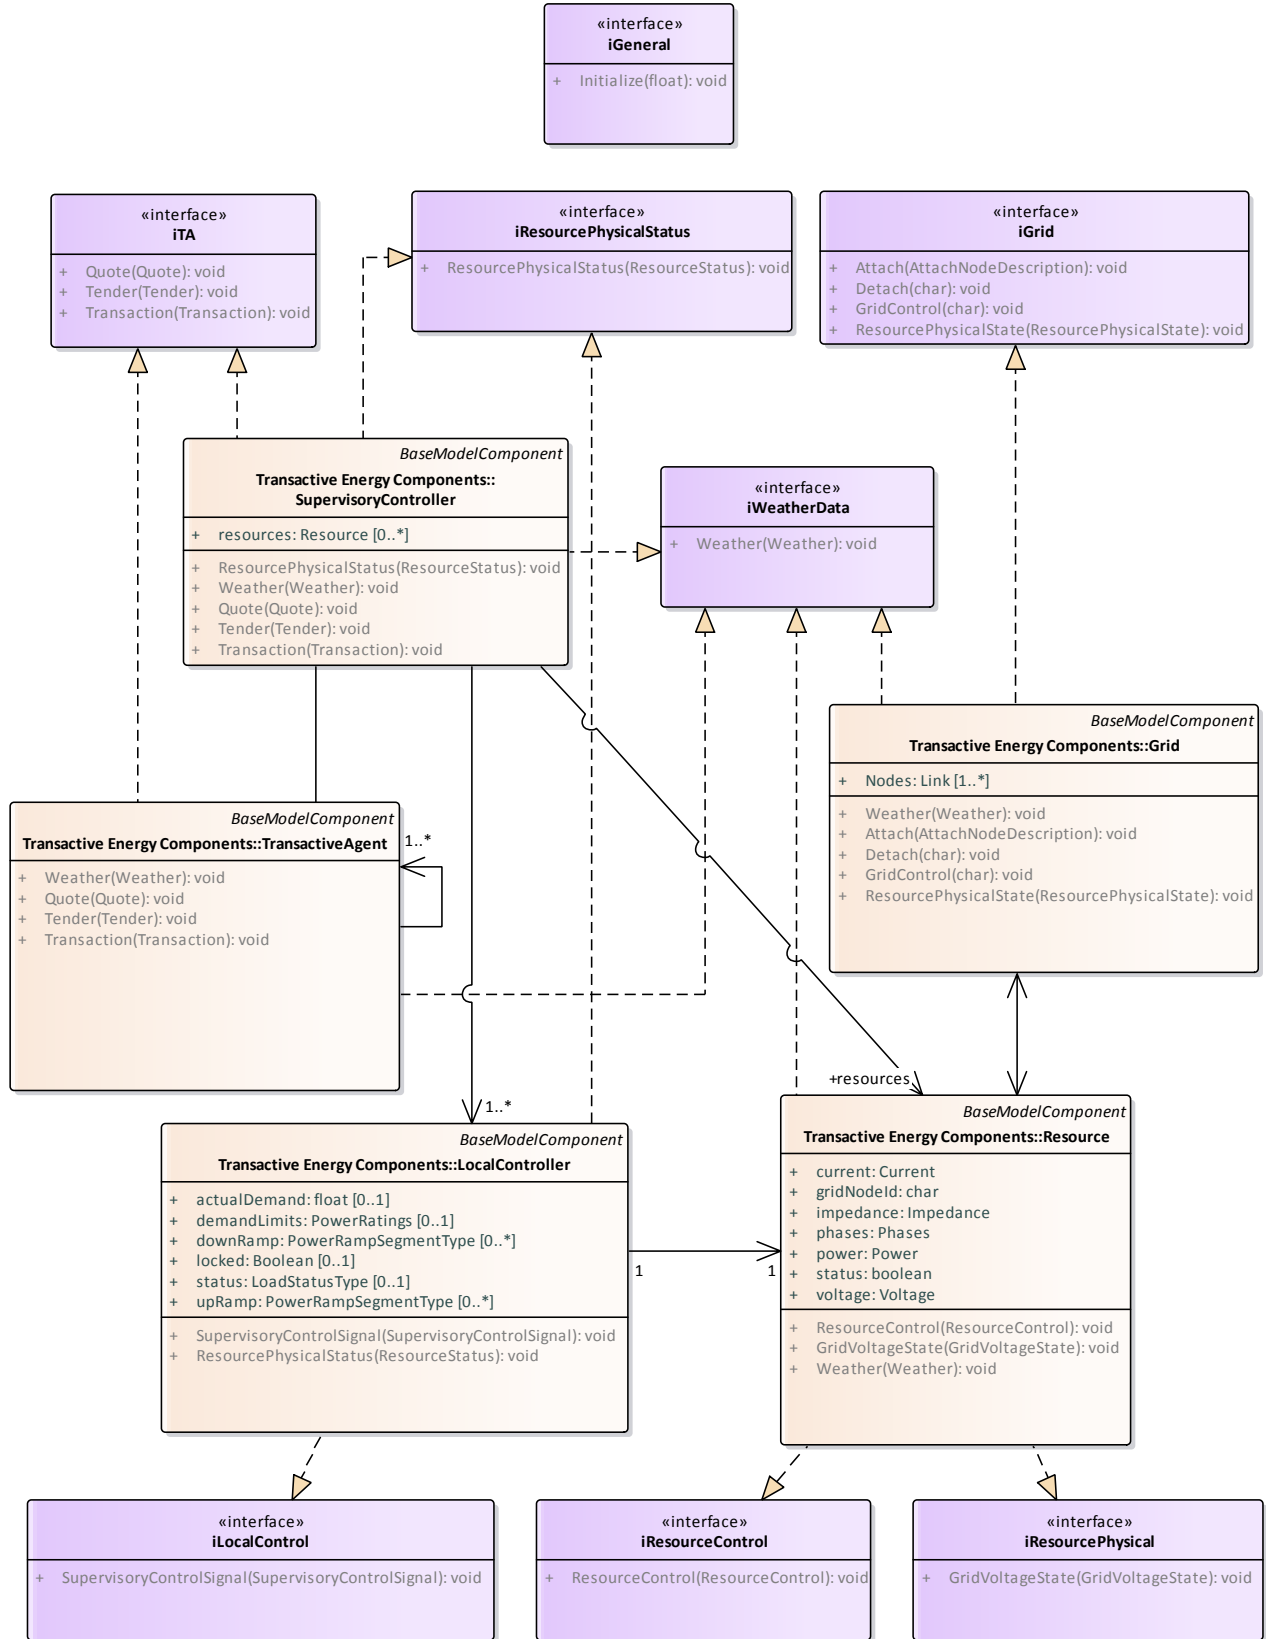 «interface»
iGeneral
+ Initialize(float): void
«interface»
iTA
+ Quote(Quote): void
+ Tender(Tender): void
+ Transaction(Transaction): void
«interface»
iResourcePhysicalStatus
+ ResourcePhysicalStatus(ResourceStatus): void
«interface»
iGrid
+ Attach(AttachNodeDescription): void
+ Detach(char): void
+ GridControl(char): void
+ ResourcePhysicalState(ResourcePhysicalState): void
BaseModelComponent
Transactive Energy Components::
SupervisoryController
+ resources: Resource [0..*]
+ ResourcePhysicalStatus(ResourceStatus): void
+ Weather(Weather): void
+ Quote(Quote): void
+ Tender(Tender): void
+ Transaction(Transaction): void
«interface»
iWeatherData
+ Weather(Weather): void
BaseModelComponent
Transactive Energy Components::Grid
+ Nodes: Link [1..*]
+ Weather(Weather): void
+ Attach(AttachNodeDescription): void
+ Detach(char): void
+ GridControl(char): void
+ ResourcePhysicalState(ResourcePhysicalState): void
BaseModelComponent
Transactive Energy Components::TransactiveAgent
+ Weather(Weather): void
+ Quote(Quote): void
+ Tender(Tender): void
+ Transaction(Transaction): void
1..*
1..*
+resources
BaseModelComponent
Transactive Energy Components::LocalController
+ actualDemand: float [0..1]
+ demandLimits: PowerRatings [0..1]
+ downRamp: PowerRampSegmentType [0..*]
+ locked: Boolean [0..1]
+ status: LoadStatusType [0..1]
+ upRamp: PowerRampSegmentType [0..*]
+ SupervisoryControlSignal(SupervisoryControlSignal): void
+ ResourcePhysicalStatus(ResourceStatus): void
1
1
BaseModelComponent
Transactive Energy Components::Resource
+ current: Current
+ gridNodeId: char
+ impedance: Impedance
+ phases: Phases
+ power: Power
+ status: boolean
+ voltage: Voltage
+ ResourceControl(ResourceControl): void
+ GridVoltageState(GridVoltageState): void
+ Weather(Weather): void
«interface»
iLocalControl
+ SupervisoryControlSignal(SupervisoryControlSignal): void
«interface»
iResourceControl
+ ResourceControl(ResourceControl): void
«interface»
iResourcePhysical
+ GridVoltageState(GridVoltageState): void